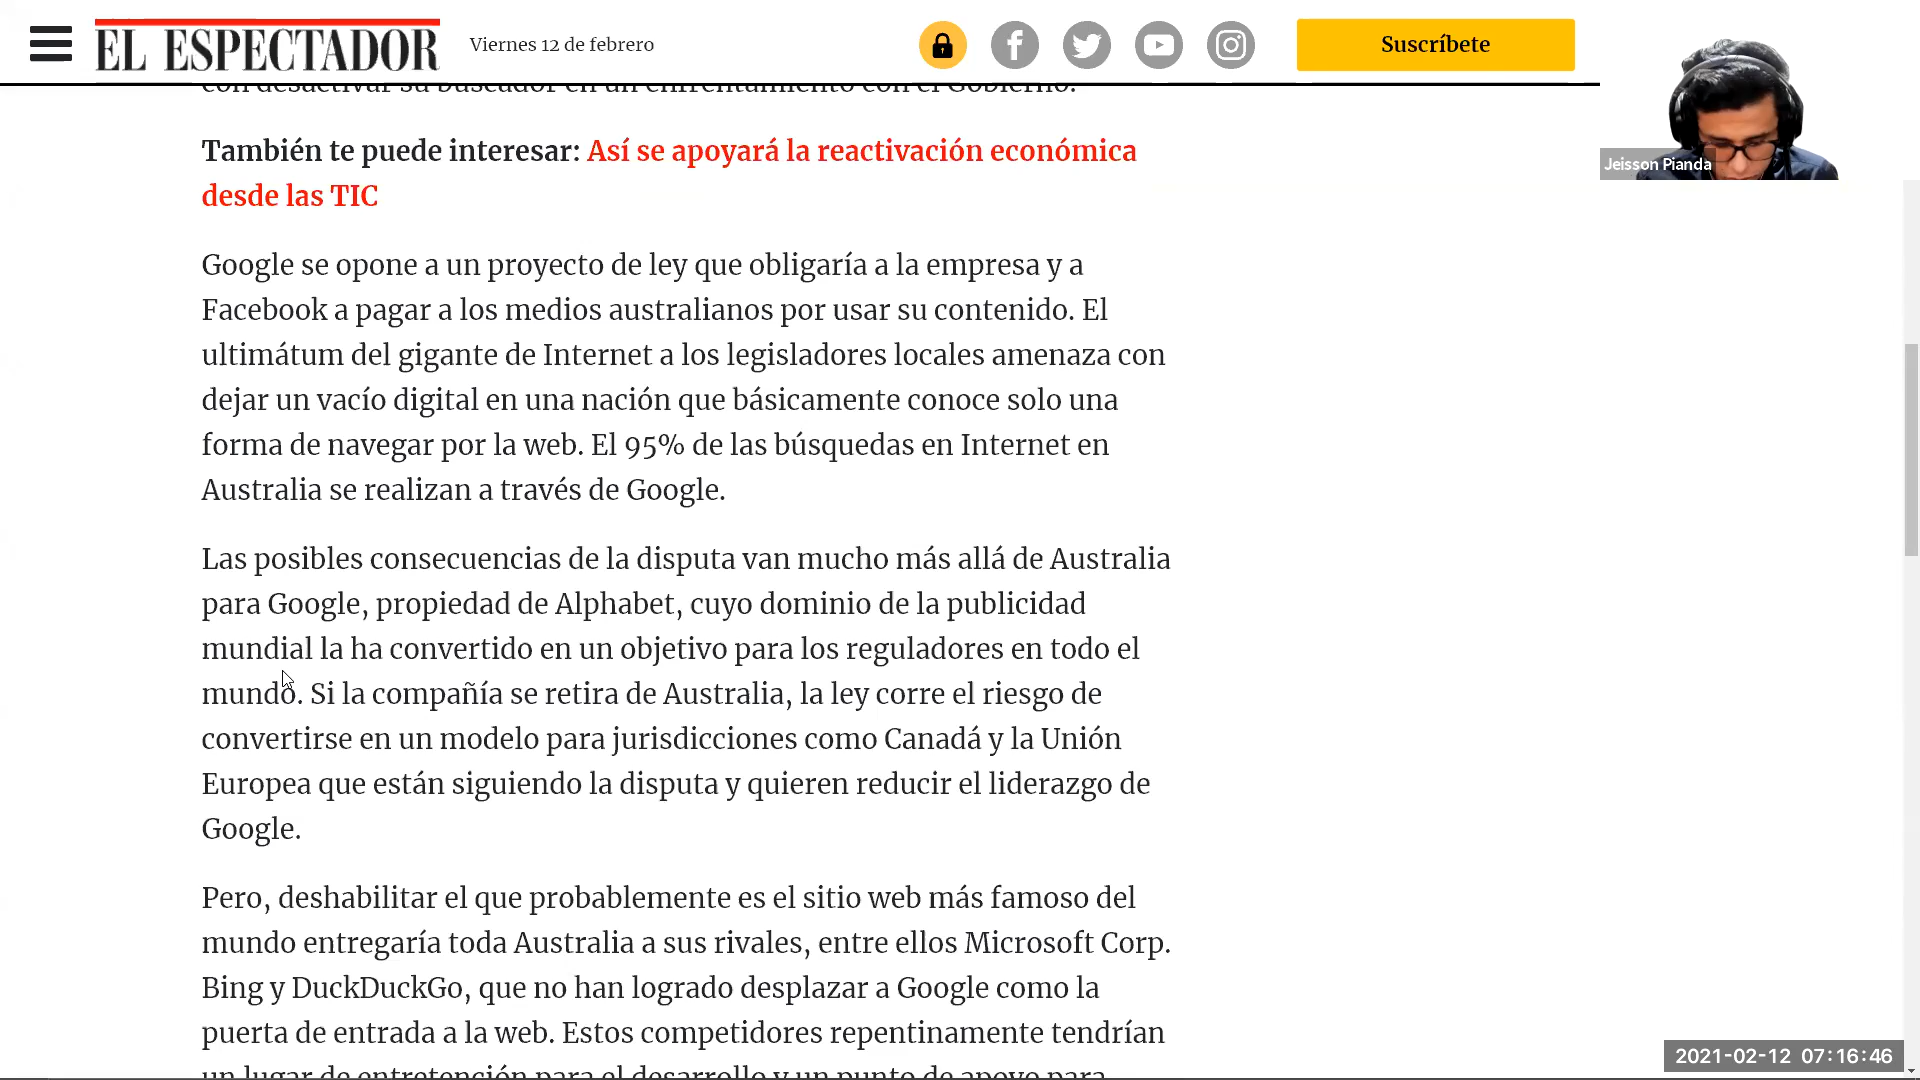 EL ESPECTADOR
Viernes 12 de febrero
Suscríbete
Jeisson Pianda
con desactivar su buscador en un enfrentamiento con el Gobierno.
También te puede interesar: Así se apoyará la reactivación económica
desde las TIC
Google se opone a un proyecto de ley que obligaría a la empresa y a
Facebook a pagar a los medios australianos por usar su contenido. El
ultimátum del gigante de Internet a los legisladores locales amenaza con
dejar un vacío digital en una nación que básicamente conoce solo una
forma de navegar por la web. El 95% de las búsquedas en Internet en
Australia se realizan a través de Google.
Las posibles consecuencias de la disputa van mucho más allá de Australia
para Google, propiedad de Alphabet, cuyo dominio de la publicidad
mundial la ha convertido en un objetivo para los reguladores en todo el
mundo. Si la compañía se retira de Australia, la ley corre el riesgo de
convertirse en un modelo para jurisdicciones como Canadá y la Unión
Europea que están siguiendo la disputa y quieren reducir el liderazgo de
Google.
Pero, deshabilitar el que probablemente es el sitio web más famoso del
mundo entregaría toda Australia a sus rivales, entre ellos Microsoft Corp.
Bing y DuckDuckGo, que no han logrado desplazar a Google como la
puerta de entrada a la web. Estos competidores repentinamente tendrían
un lugar de entretención para el desarrollo y un punto de apoyo para
2021-02-12 07:16:46